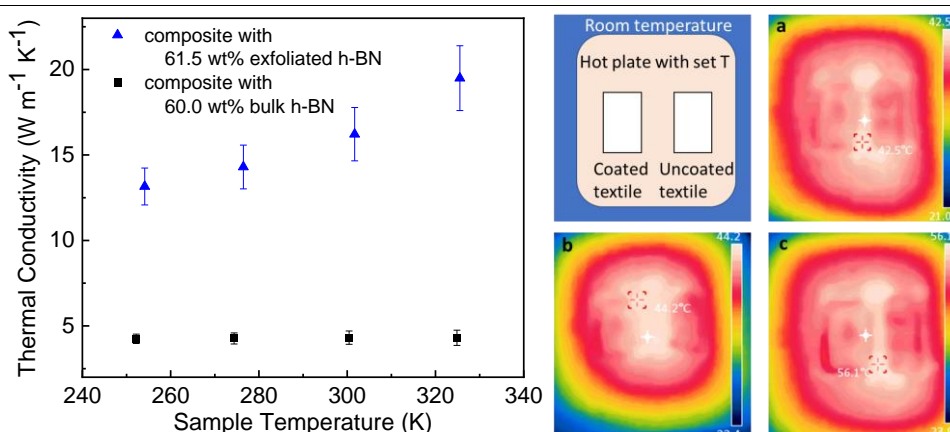 composite with
61.5 wt% exfoliated h-BN
composite with
60.0 wt% bulk h-BN
Thermal Conductivity (W m⁻¹ K⁻¹)
20
15
10
5
240
260
280
300
320
340
Sample Temperature (K)
Room temperature
Hot plate with set T
Coated
textile
Uncoated
textile
a
42.5
42.5°C
21.0
b
44.2
44.2°C
c
56.1°C